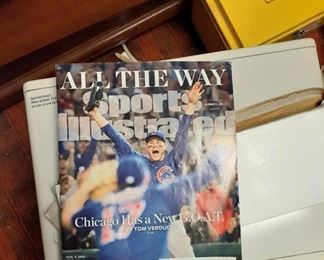 ALL THE WAY
Sports
Illustrated
Chicago Has a New G.O.A.T.
BY TOM VERDUCCI